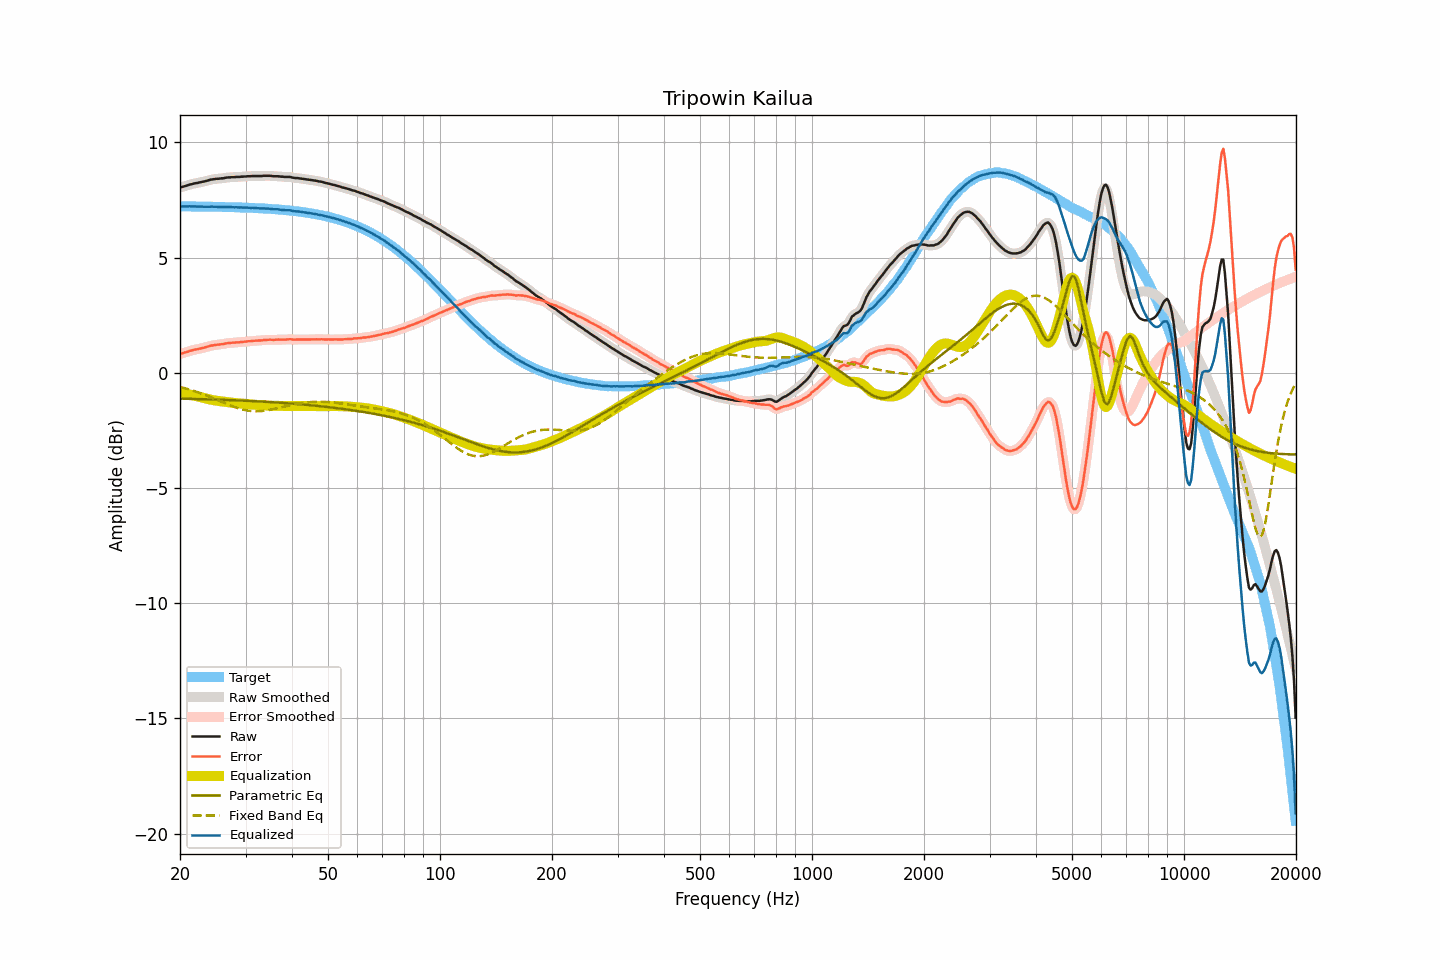 Tripowin Kailua
Amplitude (dBr)
10
5
0
−5
−10
−15
−20
Target
Raw Smoothed
Error Smoothed
Raw
Error
Equalization
Parametric Eq
Fixed Band Eq
Equalized
20 50 100 200 500 1000 2000 5000 10000 20000
Frequency (Hz)